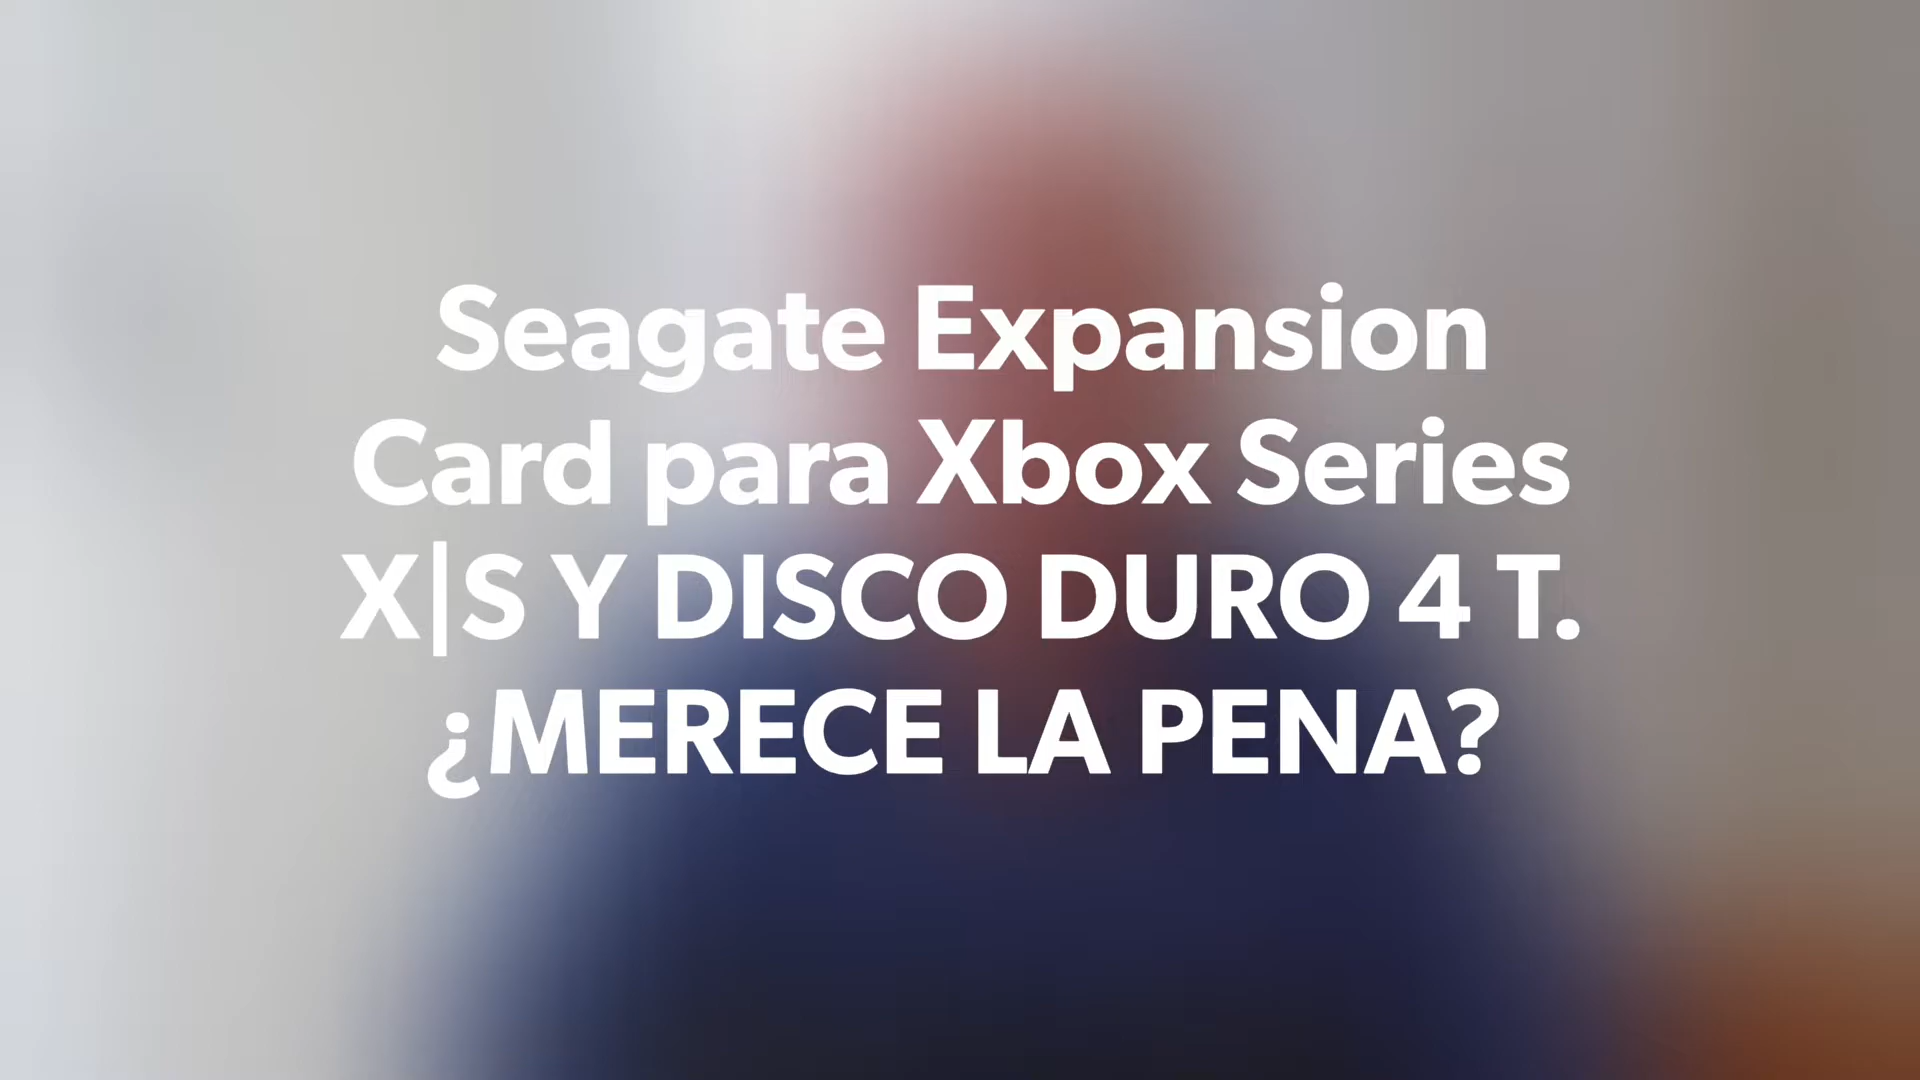 Seagate Expansion
Card para Xbox Series
X|S Y DISCO DURO 4 T.
¿MERECE LA PENA?